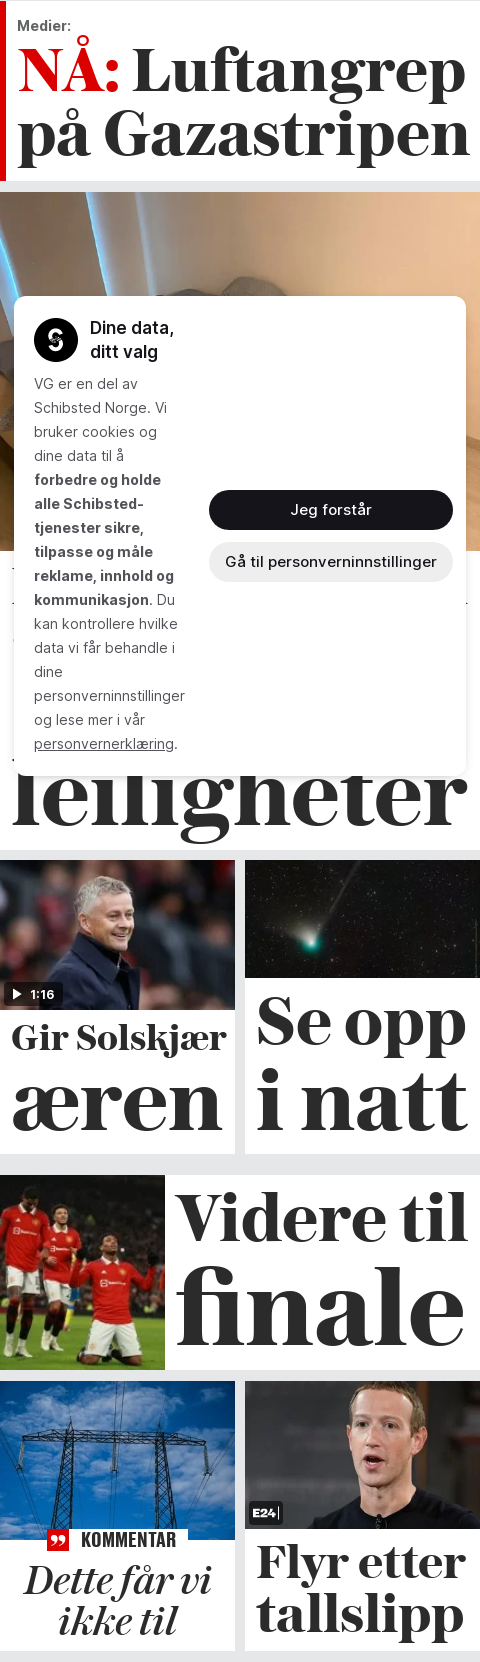 Medier:
NÅ: Luftangrep
på Gazastripen
Dine data,
ditt valg
VG er en del av
Schibsted Norge. Vi
bruker cookies og
dine data til å
forbedre og holde
alle Schibsted-
tjenester sikre,
tilpasse og måle
reklame, innhold og
kommunikasjon. Du
kan kontrollere hvilke
data vi får behandle i
dine
personverninnstillinger
og lese mer i vår
personvernerklæring.
Jeg forstår
Gå til personverninnstillinger
leiligheter
1:16
Gir Solskjær
æren
Se opp
i natt
Videre til
finale
KOMMENTAR
Dette får vi
ikke til
E24
Flyr etter
tallslipp